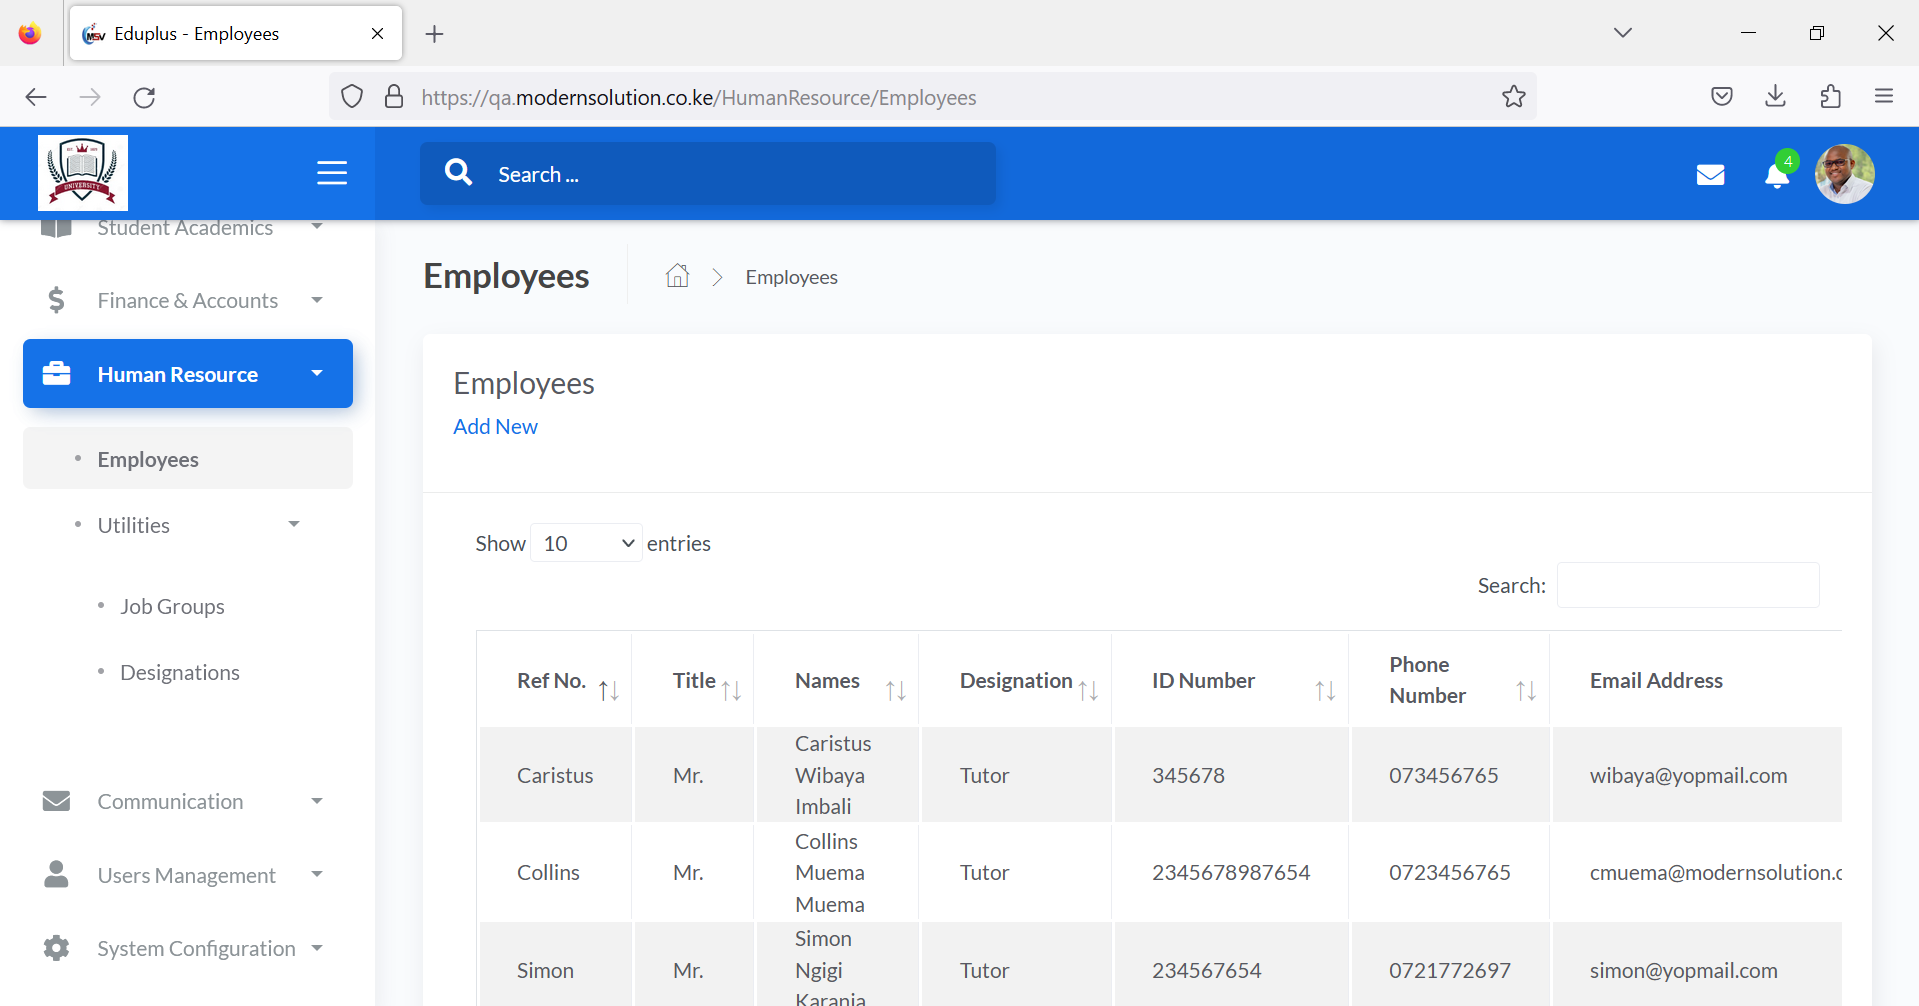 Eduplus - Employees
https://qa.modernsolution.co.ke/HumanResource/Employees
UNIVERSITY
Search ...
4
Student Academics
Finance & Accounts
Human Resource
Employees
Utilities
Job Groups
Designations
Communication
Users Management
System Configuration
Employees
Employees
Employees
Add New
Show 10 entries
Search:
Ref No. Title Names Designation ID Number Phone Number Email Address
Caristus Mr. Caristus Wibaya Imbali Tutor 345678 073456765 wibaya@yopmail.com
Collins Mr. Collins Muema Muema Tutor 2345678987654 0723456765 cmuema@modernsolution.c
Simon Mr. Simon Ngigi Karania Tutor 234567654 0721772697 simon@yopmail.com